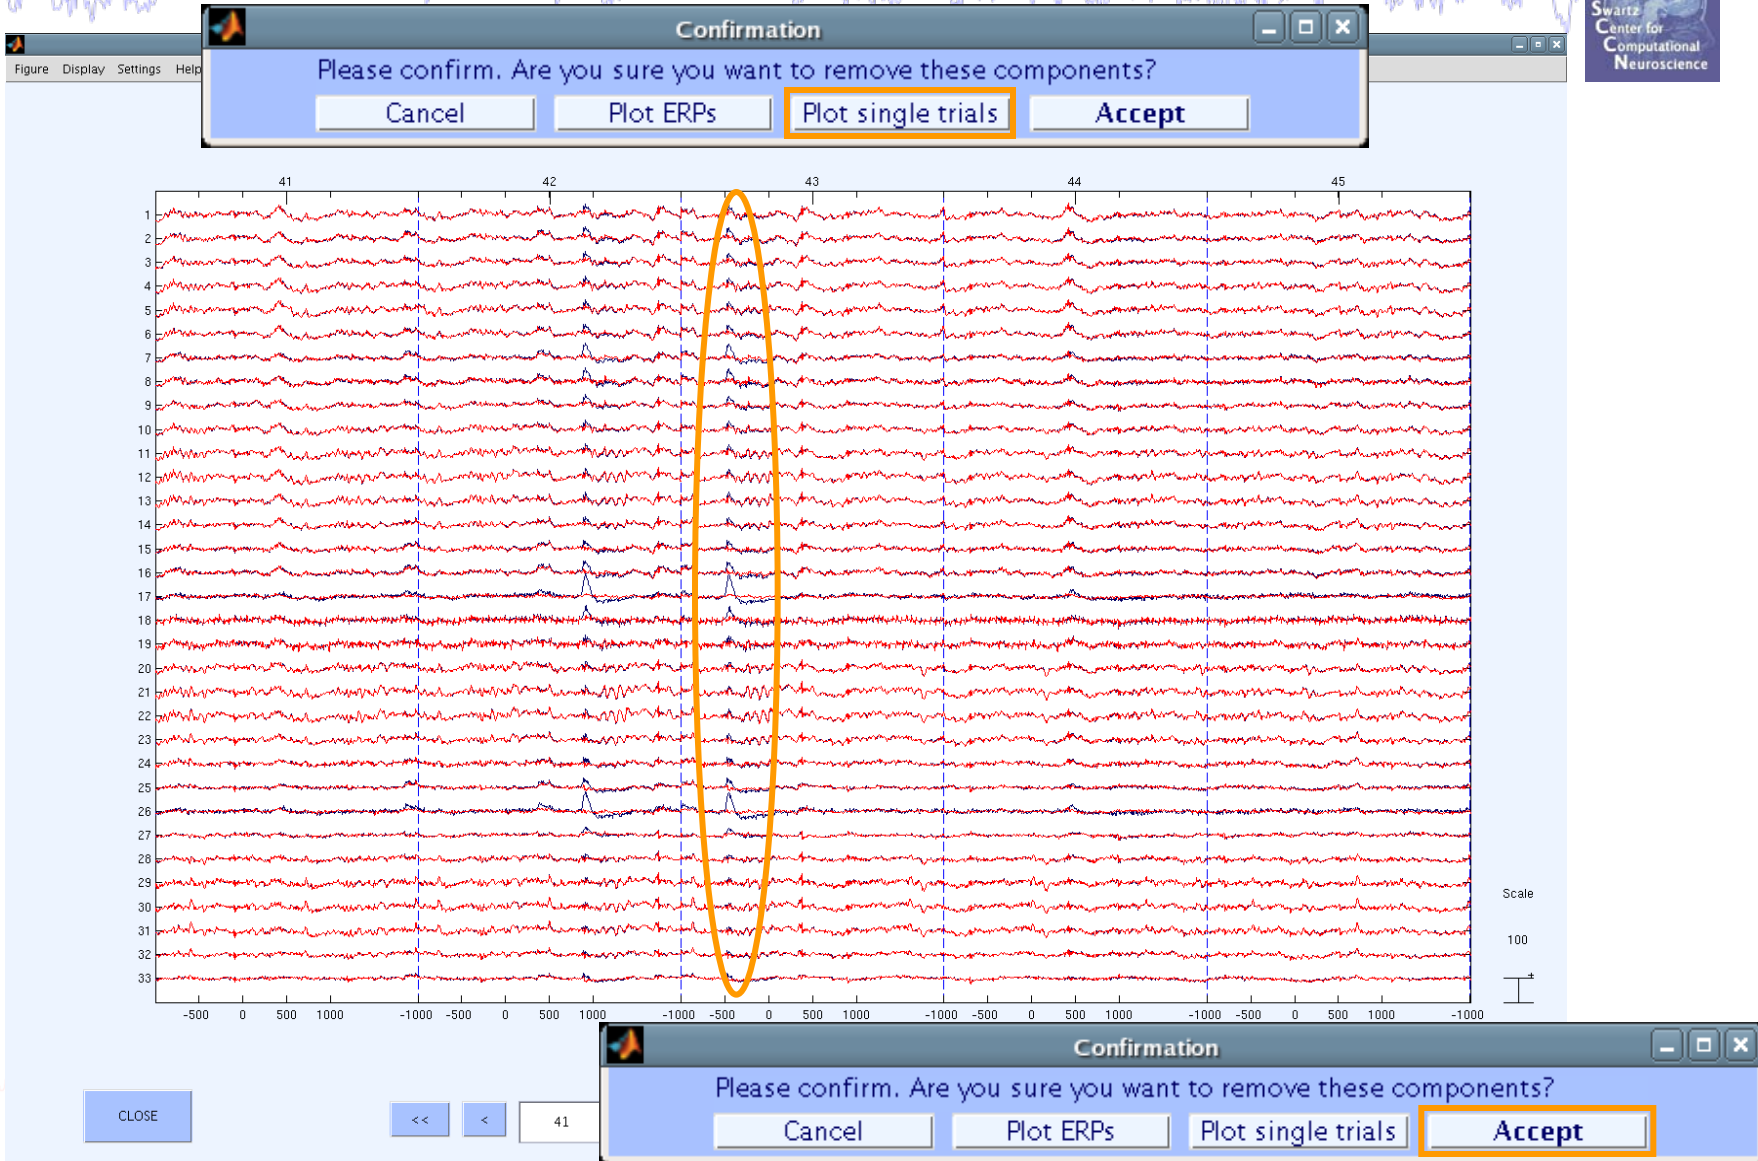 Confirmation
Please confirm. Are you sure you want to remove these components?
Cancel Plot ERPs Plot single trials Accept
Swartz
Center for
Computational
Neuroscience
Figure Display Settings Help
41 42 43 44 45
1
2
3
4
5
6
7
8
9
10
11
12
13
14
15
16
17
18
19
20
21
22
23
24
25
26
27
28
29
30
31
32
33
Scale
100
+
-500 0 500 1000 -1000 -500 0 500 1000 -1000 -500 0 500 1000 -1000 -500 0 500 1000 -1000 -500 0 500 1000 -1000
Confirmation
Please confirm. Are you sure you want to remove these components?
Cancel Plot ERPs Plot single trials Accept
CLOSE << < 41